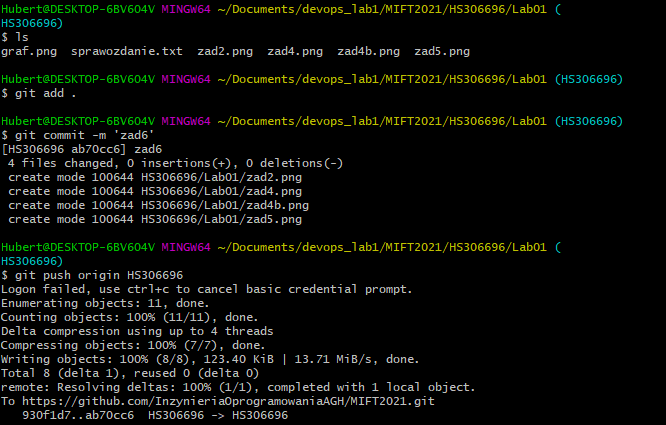 Hubert@DESKTOP-6BV604V MINGW64 ~/Documents/devops_lab1/MIFT2021/HS306696/Lab01 (
HS306696)
$ ls
graf.png  sprawozdanie.txt  zad2.png  zad4.png  zad4b.png  zad5.png
Hubert@DESKTOP-6BV604V MINGW64 ~/Documents/devops_lab1/MIFT2021/HS306696/Lab01 (HS306696)
$ git add .
Hubert@DESKTOP-6BV604V MINGW64 ~/Documents/devops_lab1/MIFT2021/HS306696/Lab01 (HS306696)
$ git commit -m 'zad6'
[HS306696 ab70cc6] zad6
 4 files changed, 0 insertions(+), 0 deletions(-)
 create mode 100644 HS306696/Lab01/zad2.png
 create mode 100644 HS306696/Lab01/zad4.png
 create mode 100644 HS306696/Lab01/zad4b.png
 create mode 100644 HS306696/Lab01/zad5.png
Hubert@DESKTOP-6BV604V MINGW64 ~/Documents/devops_lab1/MIFT2021/HS306696/Lab01 (
HS306696)
$ git push origin HS306696
Logon failed, use ctrl+c to cancel basic credential prompt.
Enumerating objects: 11, done.
Counting objects: 100% (11/11), done.
Delta compression using up to 4 threads
Compressing objects: 100% (7/7), done.
Writing objects: 100% (8/8), 123.40 KiB | 13.71 MiB/s, done.
Total 8 (delta 1), reused 0 (delta 0)
remote: Resolving deltas: 100% (1/1), completed with 1 local object.
To https://github.com/InzynieriaOprogramowaniaAGH/MIFT2021.git
   930f1d7..ab70cc6  HS306696 -> HS306696